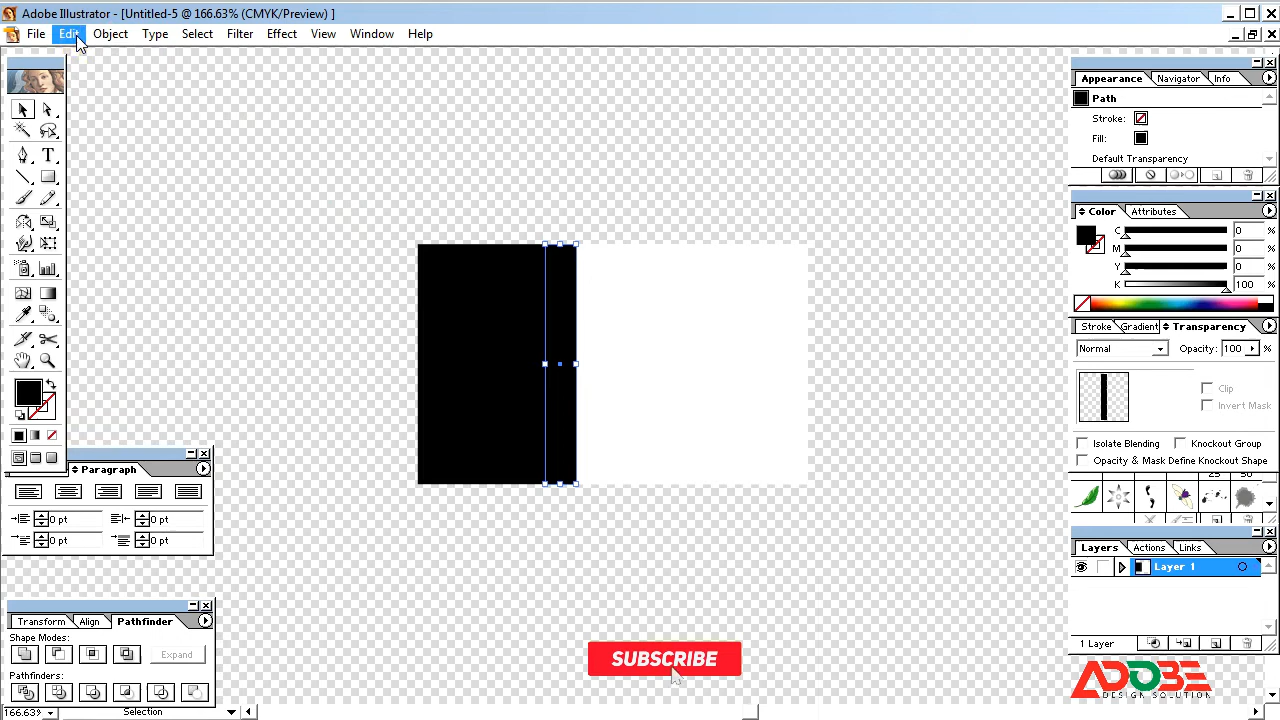 Adobe Illustrator - [Untitled-5 @ 166.63% (CMYK/Preview) ]
File Edit Object Type Select Filter Effect View Window Help
Appearance Navigator Info
Path
Stroke:
Fill:
Default Transparency
Color Attributes
C 0 %
M 0 %
Y 0 %
K 100 %
Stroke Gradient Transparency
Normal Opacity: 100 %
Clip
Invert Mask
Isolate Blending Knockout Group
Opacity & Mask Define Knockout Shape
25 50
Paragraph
0 pt 0 pt
0 pt 0 pt
Layers Actions Links
Layer 1
1 Layer
Transform Align Pathfinder
Shape Modes:
Expand
Pathfinders:
166.63% Selection
SUBSCRIBE
ADOBE
DESIGN SOLUTION